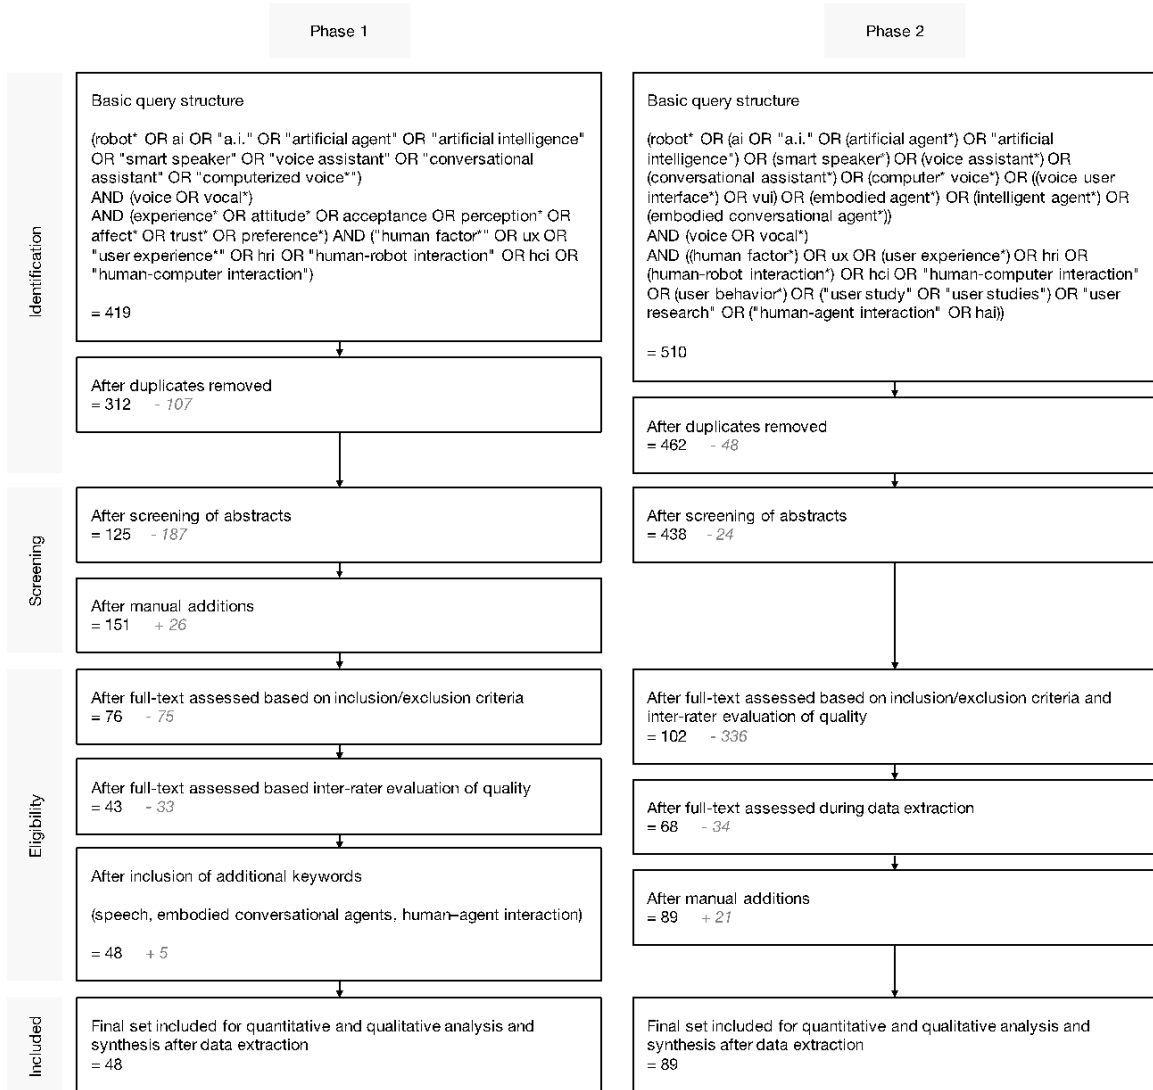 Phase 1
Phase 2
Identification
Basic query structure
(robot* OR ai OR "a.i." OR "artificial agent" OR "artificial intelligence"
OR "smart speaker" OR "voice assistant" OR "conversational
assistant" OR "computerized voice*")
AND (voice OR vocal*)
AND (experience* OR attitude* OR acceptance OR perception* OR
affect* OR trust* OR preference*) AND ("human factor*" OR ux OR
"user experience*" OR hri OR "human-robot interaction" OR hci OR
"human-computer interaction")
= 419
After duplicates removed
= 312 - 107
Basic query structure
(robot* OR (ai OR "a.i." OR (artificial agent*) OR "artificial
intelligence") OR (smart speaker*) OR (voice assistant*) OR
(conversational assistant*) OR (computer* voice*) OR ((voice user
interface*) OR vui) OR (embodied agent*) OR (intelligent agent*) OR
(embodied conversational agent*))
AND (voice OR vocal*)
AND ((human factor*) OR ux OR (user experience*) OR hri OR
(human-robot interaction*) OR hci OR "human-computer interaction"
OR (user behavior*) OR ("user study" OR "user studies") OR "user
research" OR ("human-agent interaction" OR hai))
= 510
After duplicates removed
= 462 - 48
Screening
After screening of abstracts
= 125 - 187
After manual additions
= 151 + 26
After screening of abstracts
= 438 - 24
Eligibility
After full-text assessed based on inclusion/exclusion criteria
= 76 - 75
After full-text assessed based inter-rater evaluation of quality
= 43 - 33
After inclusion of additional keywords
(speech, embodied conversational agents, human–agent interaction)
= 48 + 5
After full-text assessed based on inclusion/exclusion criteria and
inter-rater evaluation of quality
= 102 - 336
After full-text assessed during data extraction
= 68 - 34
After manual additions
= 89 + 21
Included
Final set included for quantitative and qualitative analysis and
synthesis after data extraction
= 48
Final set included for quantitative and qualitative analysis and
synthesis after data extraction
= 89